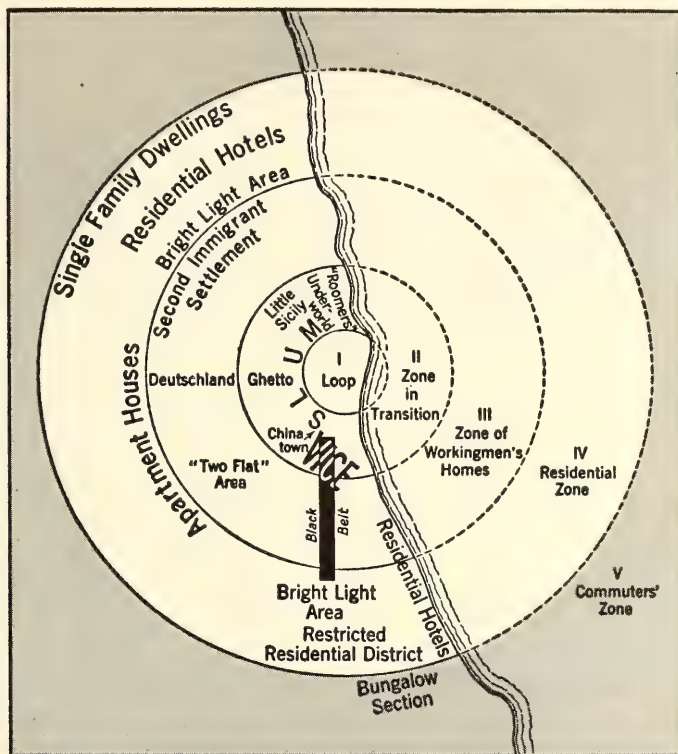 Single Family Dwellings
Residential Hotels
Bright Light Area
Second Immigrant
Settlement
Little
Sicily
"Roomers"
Under-
world
SLUM
I
Loop
II
Zone
in
Transition
III
Zone of
Workingmen's
Homes
IV
Residential
Zone
V
Commuters'
Zone
Apartment Houses
Deutschland
Ghetto
China-
town
VICE
"Two Flat"
Area
Black
Belt
Residential Hotels
Bright Light
Area
Restricted
Residential District
Bungalow
Section